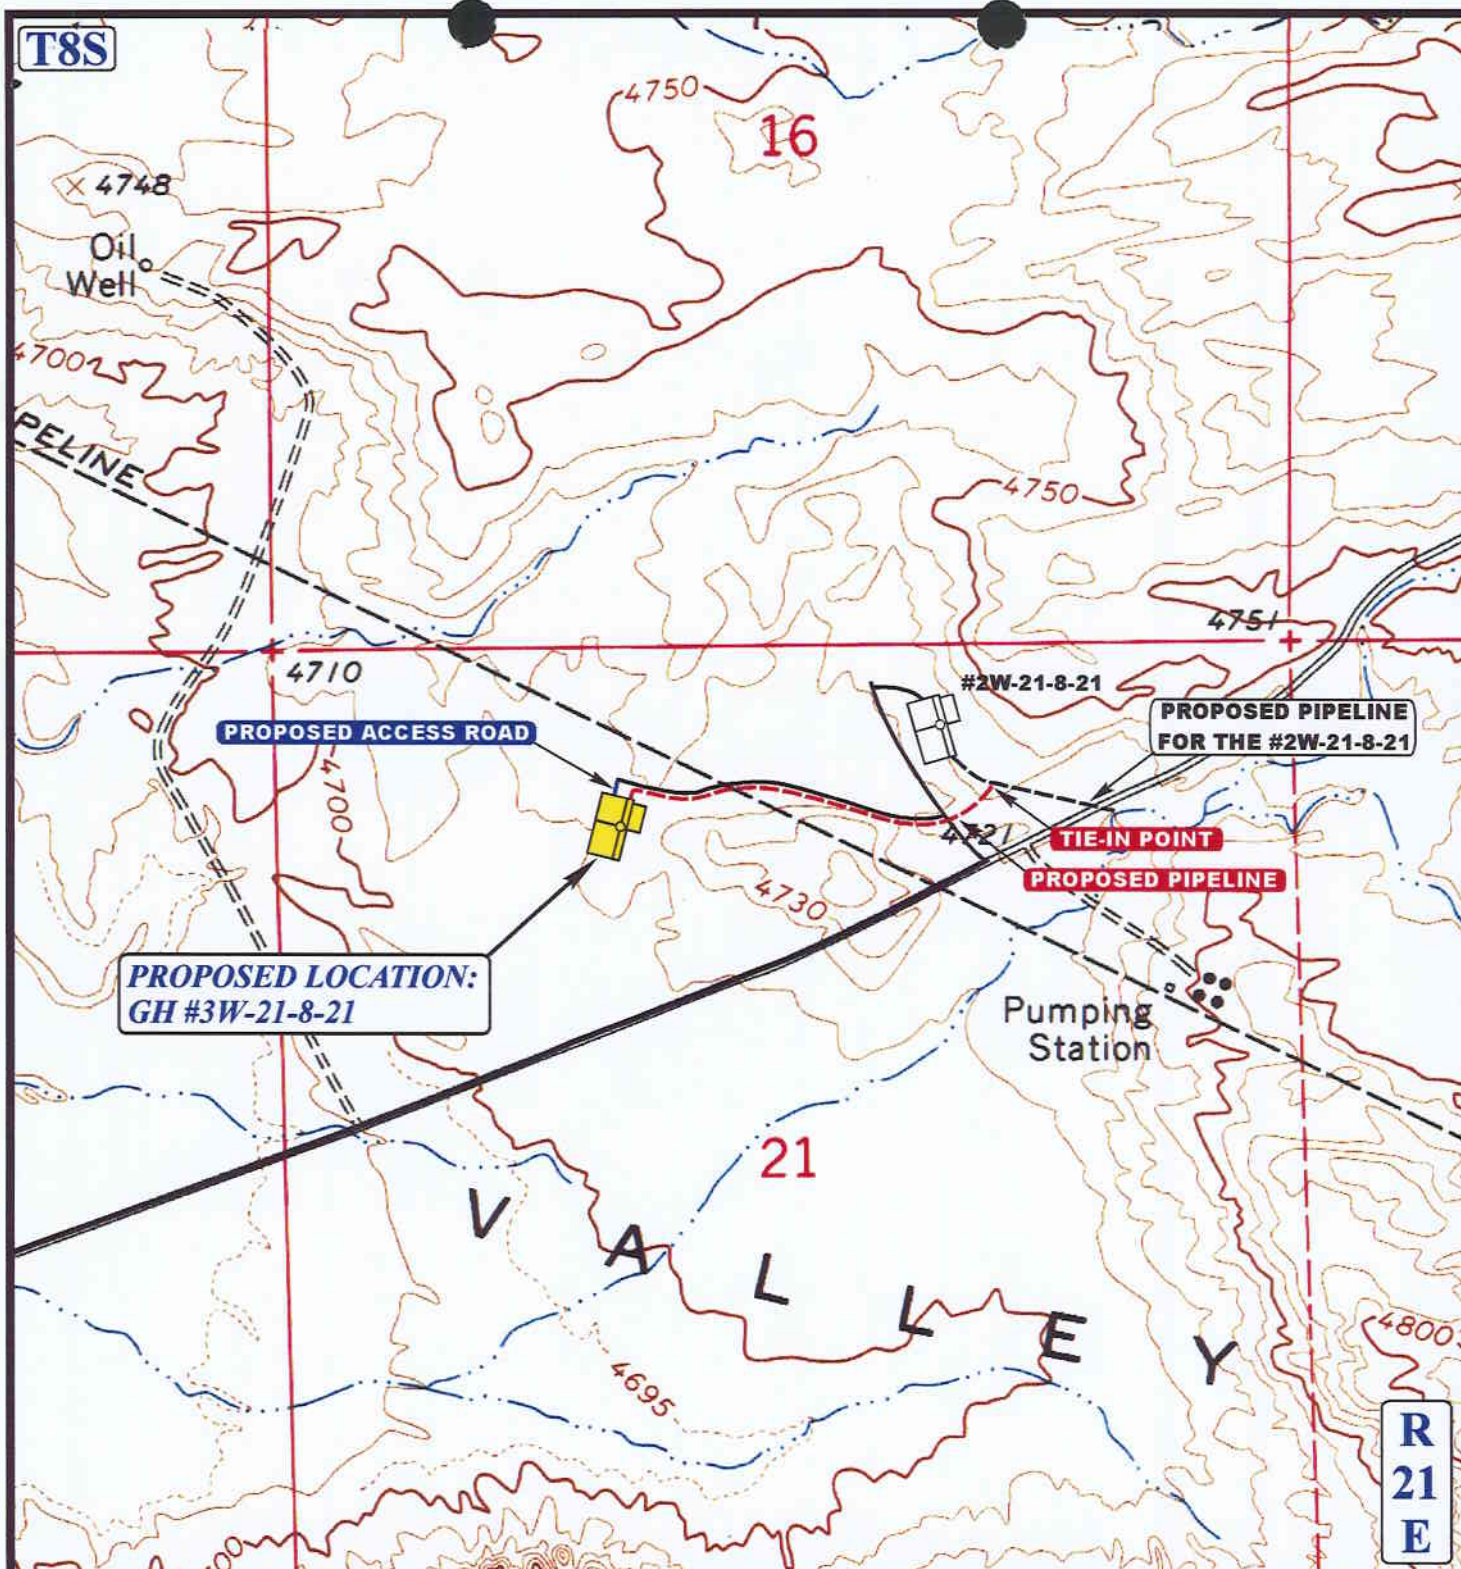 T8S
4750
16
4748
Oil
Well
4700
PELINE
4750
4751
4710
#2W-21-8-21
PROPOSED PIPELINE
FOR THE #2W-21-8-21
PROPOSED ACCESS ROAD
4700
TIE-IN POINT
PROPOSED PIPELINE
4730
PROPOSED LOCATION:
GH #3W-21-8-21
Pumping
Station
21
VALLEY
4695
4800
R
21
E